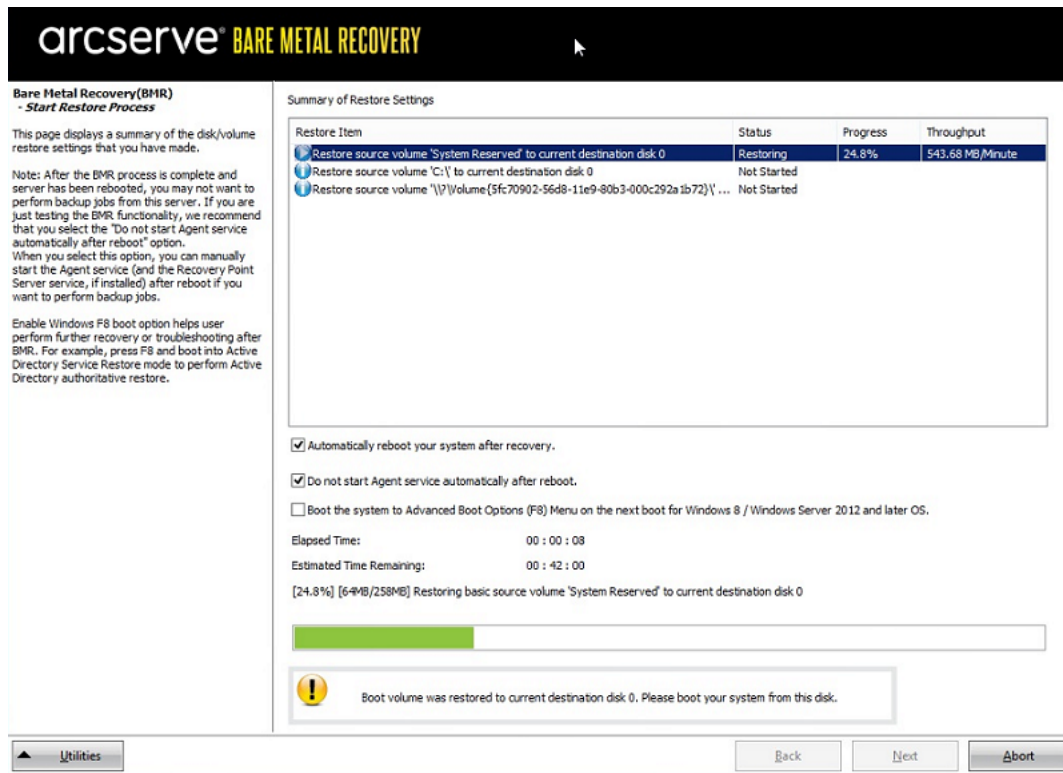 arcserve® BARE METAL RECOVERY
Bare Metal Recovery(BMR)
- Start Restore Process
This page displays a summary of the disk/volume
restore settings that you have made.
Note: After the BMR process is complete and
server has been rebooted, you may not want to
perform backup jobs from this server. If you are
just testing the BMR functionality, we recommend
that you select the "Do not start Agent service
automatically after reboot" option.
When you select this option, you can manually
start the Agent service (and the Recovery Point
Server service, if installed) after reboot if you
want to perform backup jobs.
Enable Windows F8 boot option helps user
perform further recovery or troubleshooting after
BMR. For example, press F8 and boot into Active
Directory Service Restore mode to perform Active
Directory authoritative restore.
Summary of Restore Settings
Restore Item Status Progress Throughput
Restore source volume 'System Reserved' to current destination disk 0 Restoring 24.8% 543.68 MB/Minute
Restore source volume 'C:\' to current destination disk 0 Not Started
Restore source volume '\\?\Volume{5fc70902-56d8-11e9-80b3-000c292a1b72}\' ... Not Started
Automatically reboot your system after recovery.
Do not start Agent service automatically after reboot.
Boot the system to Advanced Boot Options (F8) Menu on the next boot for Windows 8 / Windows Server 2012 and later OS.
Elapsed Time: 00 : 00 : 08
Estimated Time Remaining: 00 : 42 : 00
[24.8%] [64MB/258MB] Restoring basic source volume 'System Reserved' to current destination disk 0
Boot volume was restored to current destination disk 0. Please boot your system from this disk.
Utilities Back Next Abort